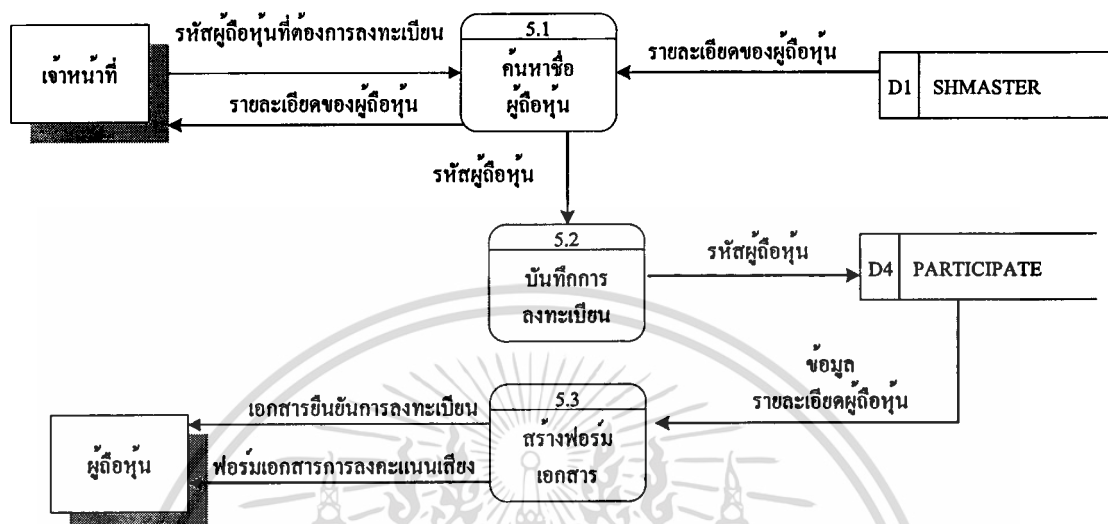 รหัสผู้ถือหุ้นที่ต้องการลงทะเบียน
เจ้าหน้าที่
รายละเอียดของผู้ถือหุ้น
5.1
ค้นหาชื่อ
ผู้ถือหุ้น
รายละเอียดของผู้ถือหุ้น
D1 SHMASTER
รหัสผู้ถือหุ้น
5.2
บันทึกการ
ลงทะเบียน
รหัสผู้ถือหุ้น
D4 PARTICIPATE
ข้อมูล
รายละเอียดผู้ถือหุ้น
5.3
สร้างฟอร์ม
เอกสาร
เอกสารยืนยันการลงทะเบียน
ผู้ถือหุ้น
ฟอร์มเอกสารการลงคะแนนเสียง